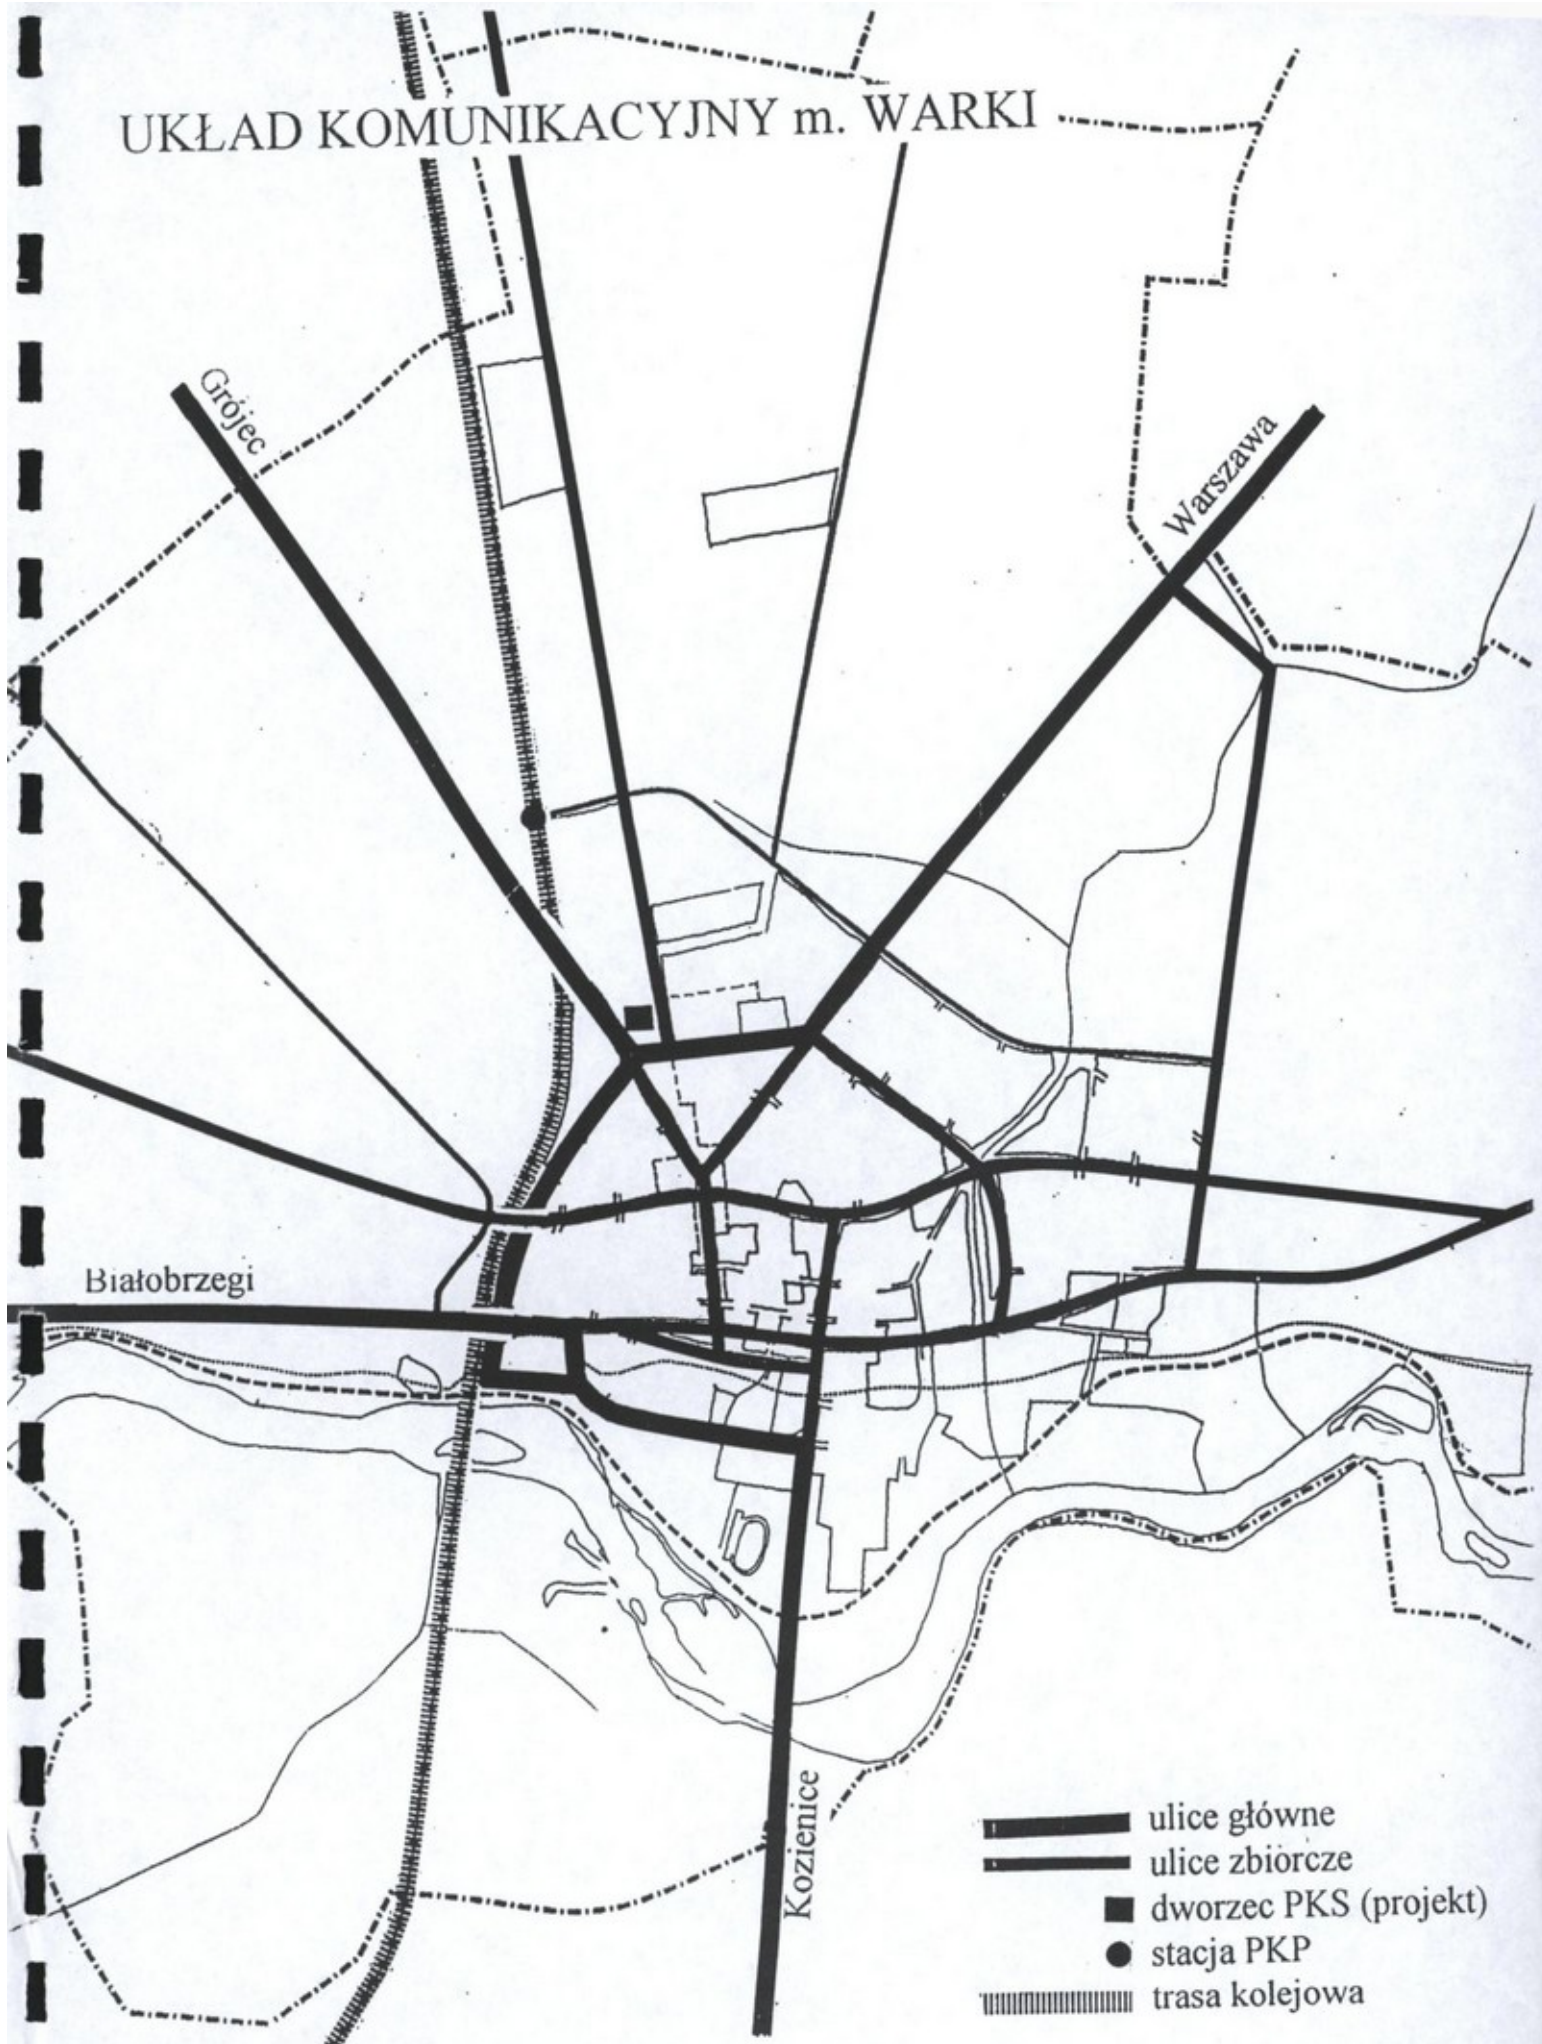 UKŁAD KOMUNIKACYJNY m. WARKI
Grójec
Warszawa
Białobrzegi
Kozienice
ulice główne
ulice zbiorcze
dworzec PKS (projekt)
stacja PKP
trasa kolejowa